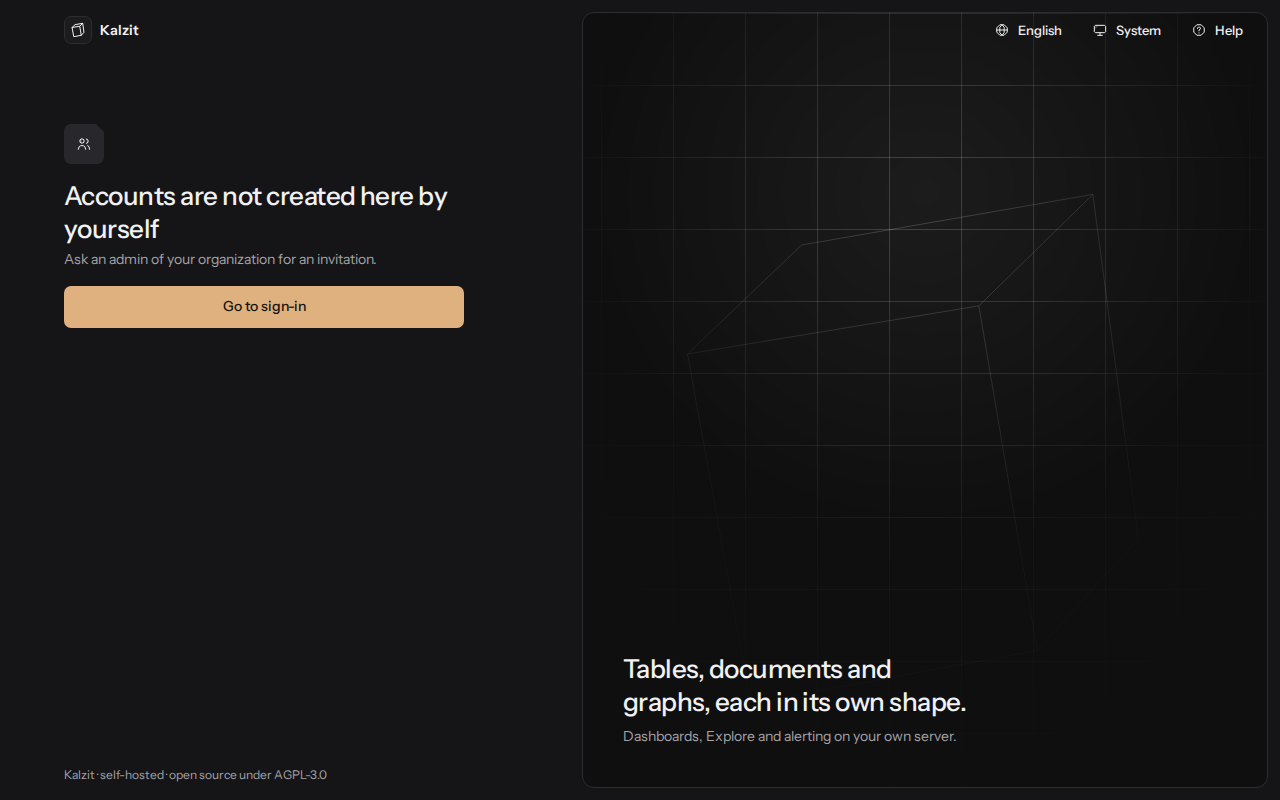 Kalzit
English
System
Help
Accounts are not created here by
yourself
Ask an admin of your organization for an invitation.
Go to sign-in
Tables, documents and
graphs, each in its own shape.
Dashboards, Explore and alerting on your own server.
Kalzit · self-hosted · open source under AGPL-3.0